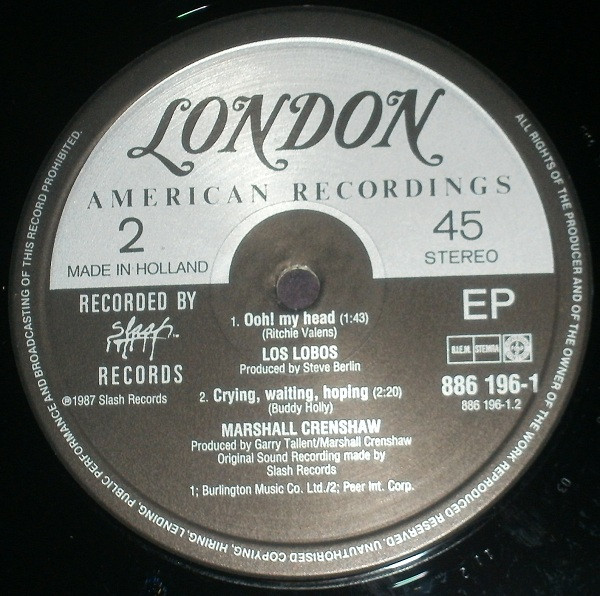 LONDON
AMERICAN RECORDINGS
2
45
MADE IN HOLLAND
STEREO
RECORDED BY
slash
RECORDS
℗1987 Slash Records
EP
B.I.E.M. STEMRA
886 196-1
886 196-1.2
1. Ooh! my head (1:43)
(Ritchie Valens)
LOS LOBOS
Produced by Steve Berlin
2. Crying, waiting, hoping (2:20)
(Buddy Holly)
MARSHALL CRENSHAW
Produced by Garry Tallent/Marshall Crenshaw
Original Sound Recording made by
Slash Records
1; Burlington Music Co. Ltd./2; Peer Int. Corp.
ALL RIGHTS OF THE PRODUCER AND OF THE OWNER OF THE WORK REPRODUCED RESERVED. UNAUTHORISED COPYING, HIRING, LENDING, PUBLIC PERFORMANCE AND BROADCASTING OF THIS RECORD PROHIBITED.